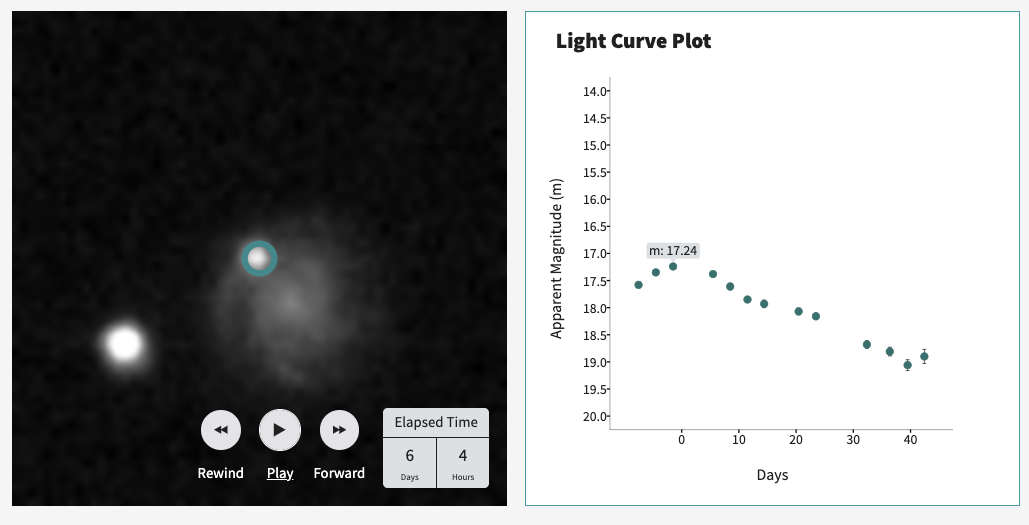 Rewind
Play
Forward
Elapsed Time
6
4
Days
Hours
Light Curve Plot
Apparent Magnitude (m)
14.0
14.5
15.0
15.5
16.0
16.5
17.0
17.5
18.0
18.5
19.0
19.5
20.0
m: 17.24
0
10
20
30
40
Days